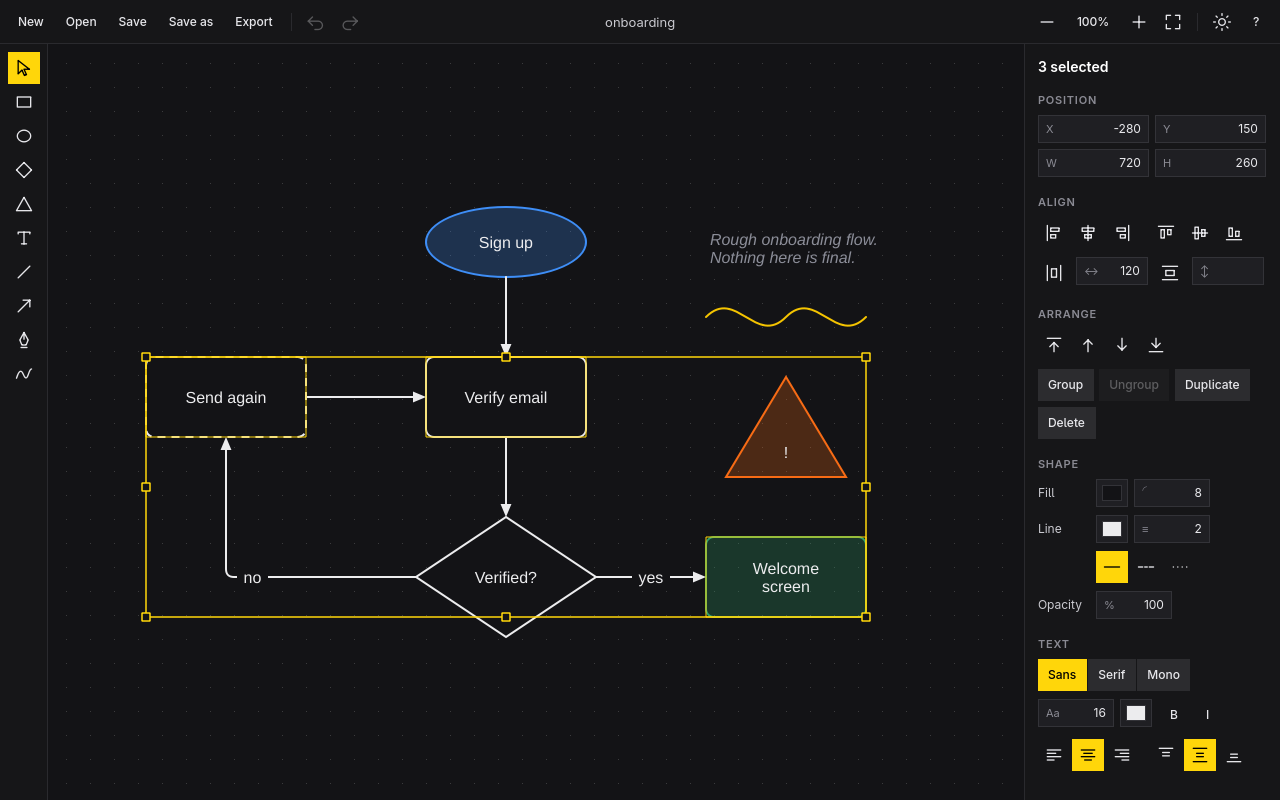 New Open Save Save as Export onboarding 100% ?
3 selected
POSITION
X -280 Y 150
W 720 H 260
ALIGN
120
ARRANGE
Group Ungroup Duplicate
Delete
SHAPE
Fill 8
Line 2
Opacity % 100
TEXT
Sans Serif Mono
Aa 16 B I
Sign up
Rough onboarding flow.
Nothing here is final.
Send again
Verify email
!
no
Verified?
yes
Welcome
screen